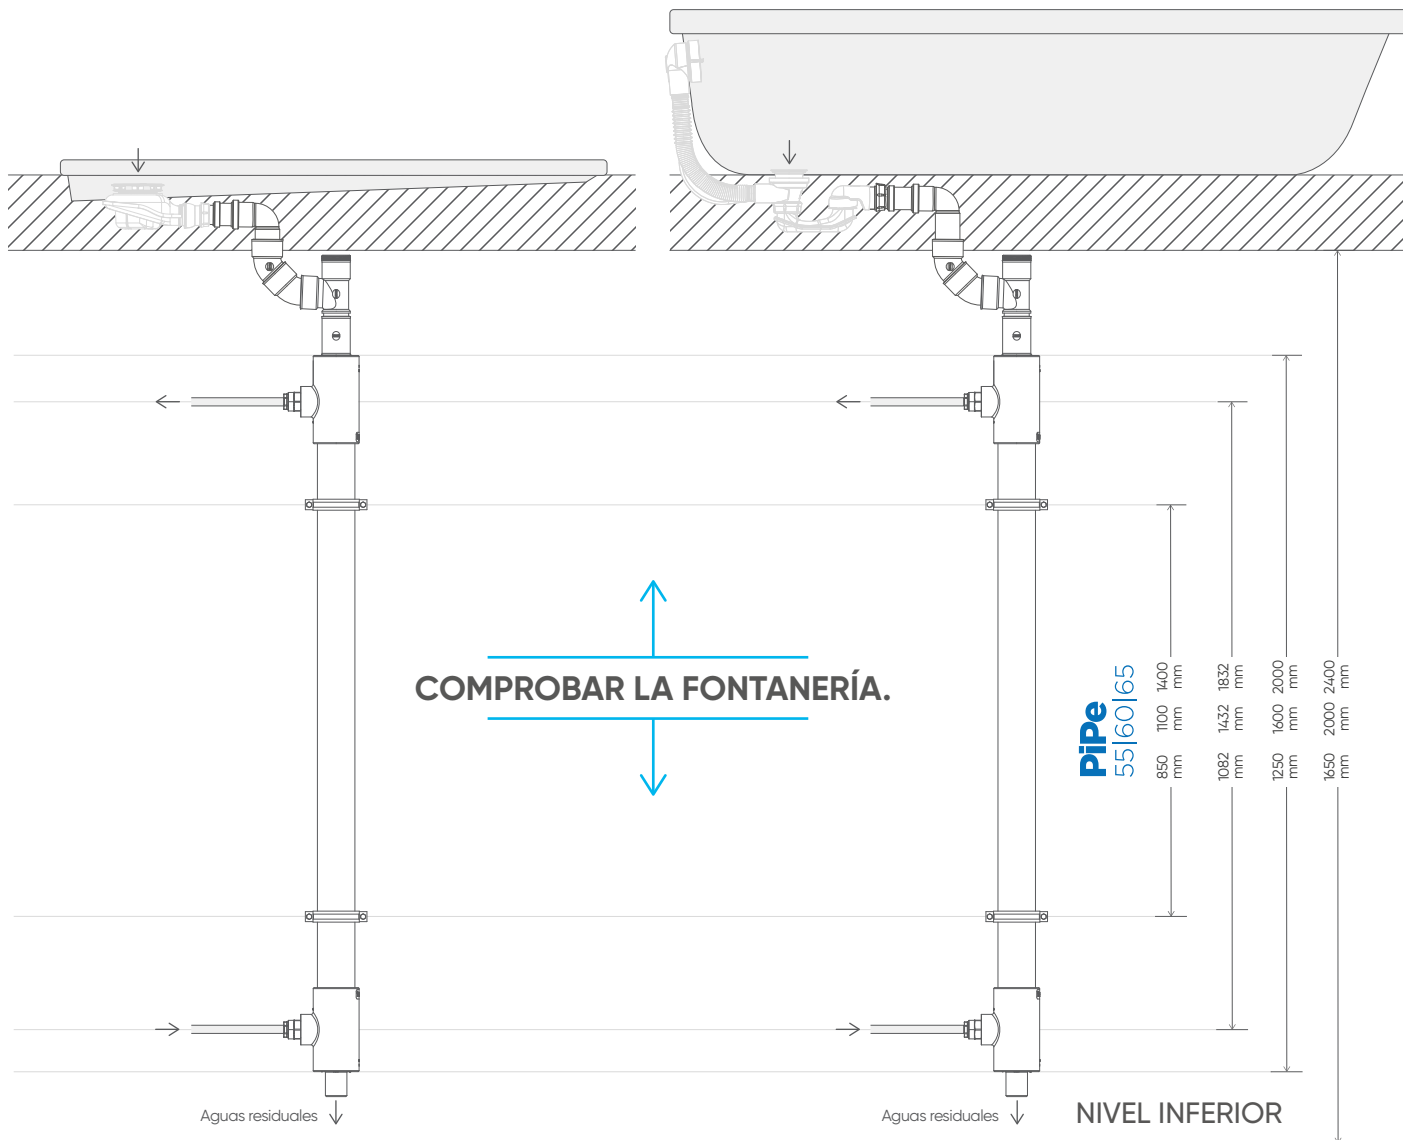 COMPROBAR LA FONTANERÍA.
PiPe
55|60|65
850 mm 1100 mm 1400 mm
1082 mm 1432 mm 1832 mm
1250 mm 1600 mm 2000 mm
1650 mm 2000 mm 2400 mm
Aguas residuales
Aguas residuales
NIVEL INFERIOR